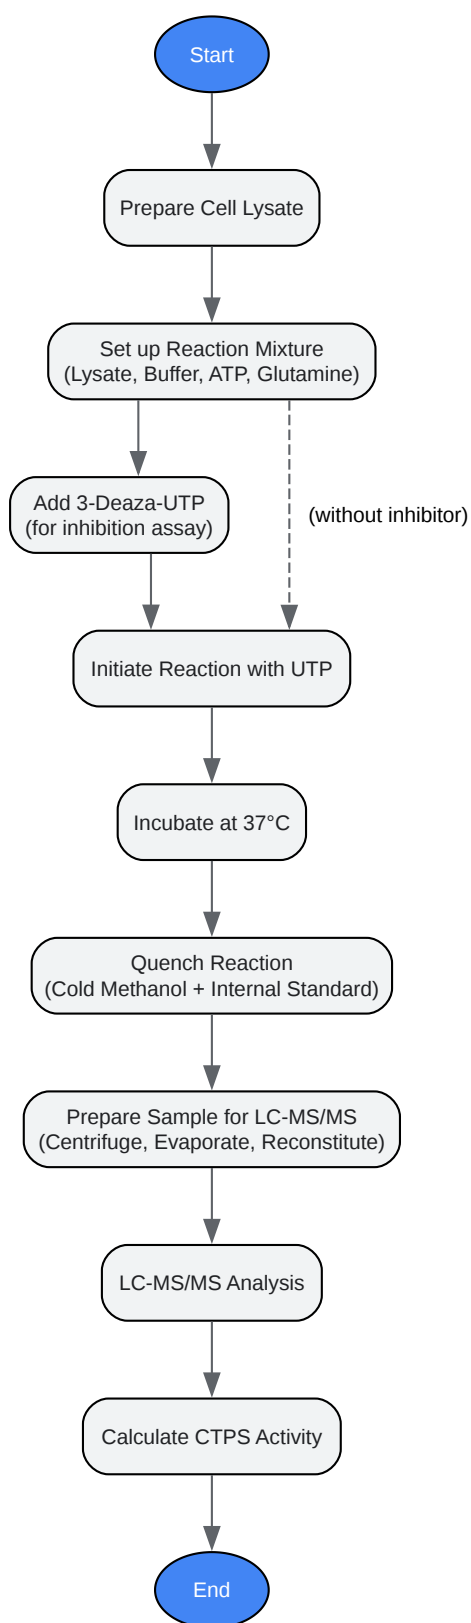 Start
Prepare Cell Lysate
Set up Reaction Mixture
(Lysate, Buffer, ATP, Glutamine)
Add 3-Deaza-UTP
(for inhibition assay)
(without inhibitor)
Initiate Reaction with UTP
Incubate at 37°C
Quench Reaction
(Cold Methanol + Internal Standard)
Prepare Sample for LC-MS/MS
(Centrifuge, Evaporate, Reconstitute)
LC-MS/MS Analysis
Calculate CTPS Activity
End